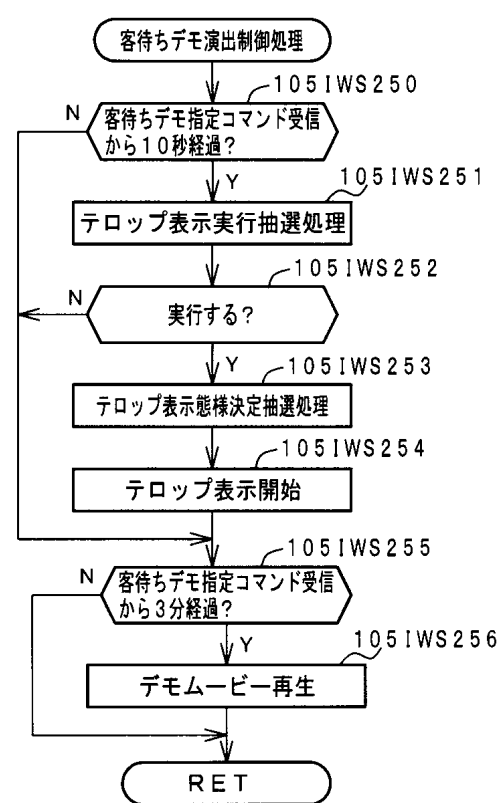 客待ちデモ演出制御処理
105IWS250
N
客待ちデモ指定コマンド受信
から10秒経過?
Y
105IWS251
テロップ表示実行抽選処理
105IWS252
N
実行する?
Y
105IWS253
テロップ表示態様決定抽選処理
105IWS254
テロップ表示開始
105IWS255
N
客待ちデモ指定コマンド受信
から3分経過?
Y
105IWS256
デモムービー再生
RET